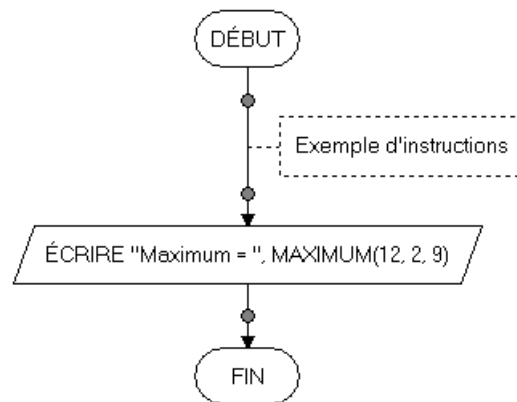 DÉBUT
Exemple d'instructions
ÉCRIRE "Maximum = ", MAXIMUM(12, 2, 9)
FIN